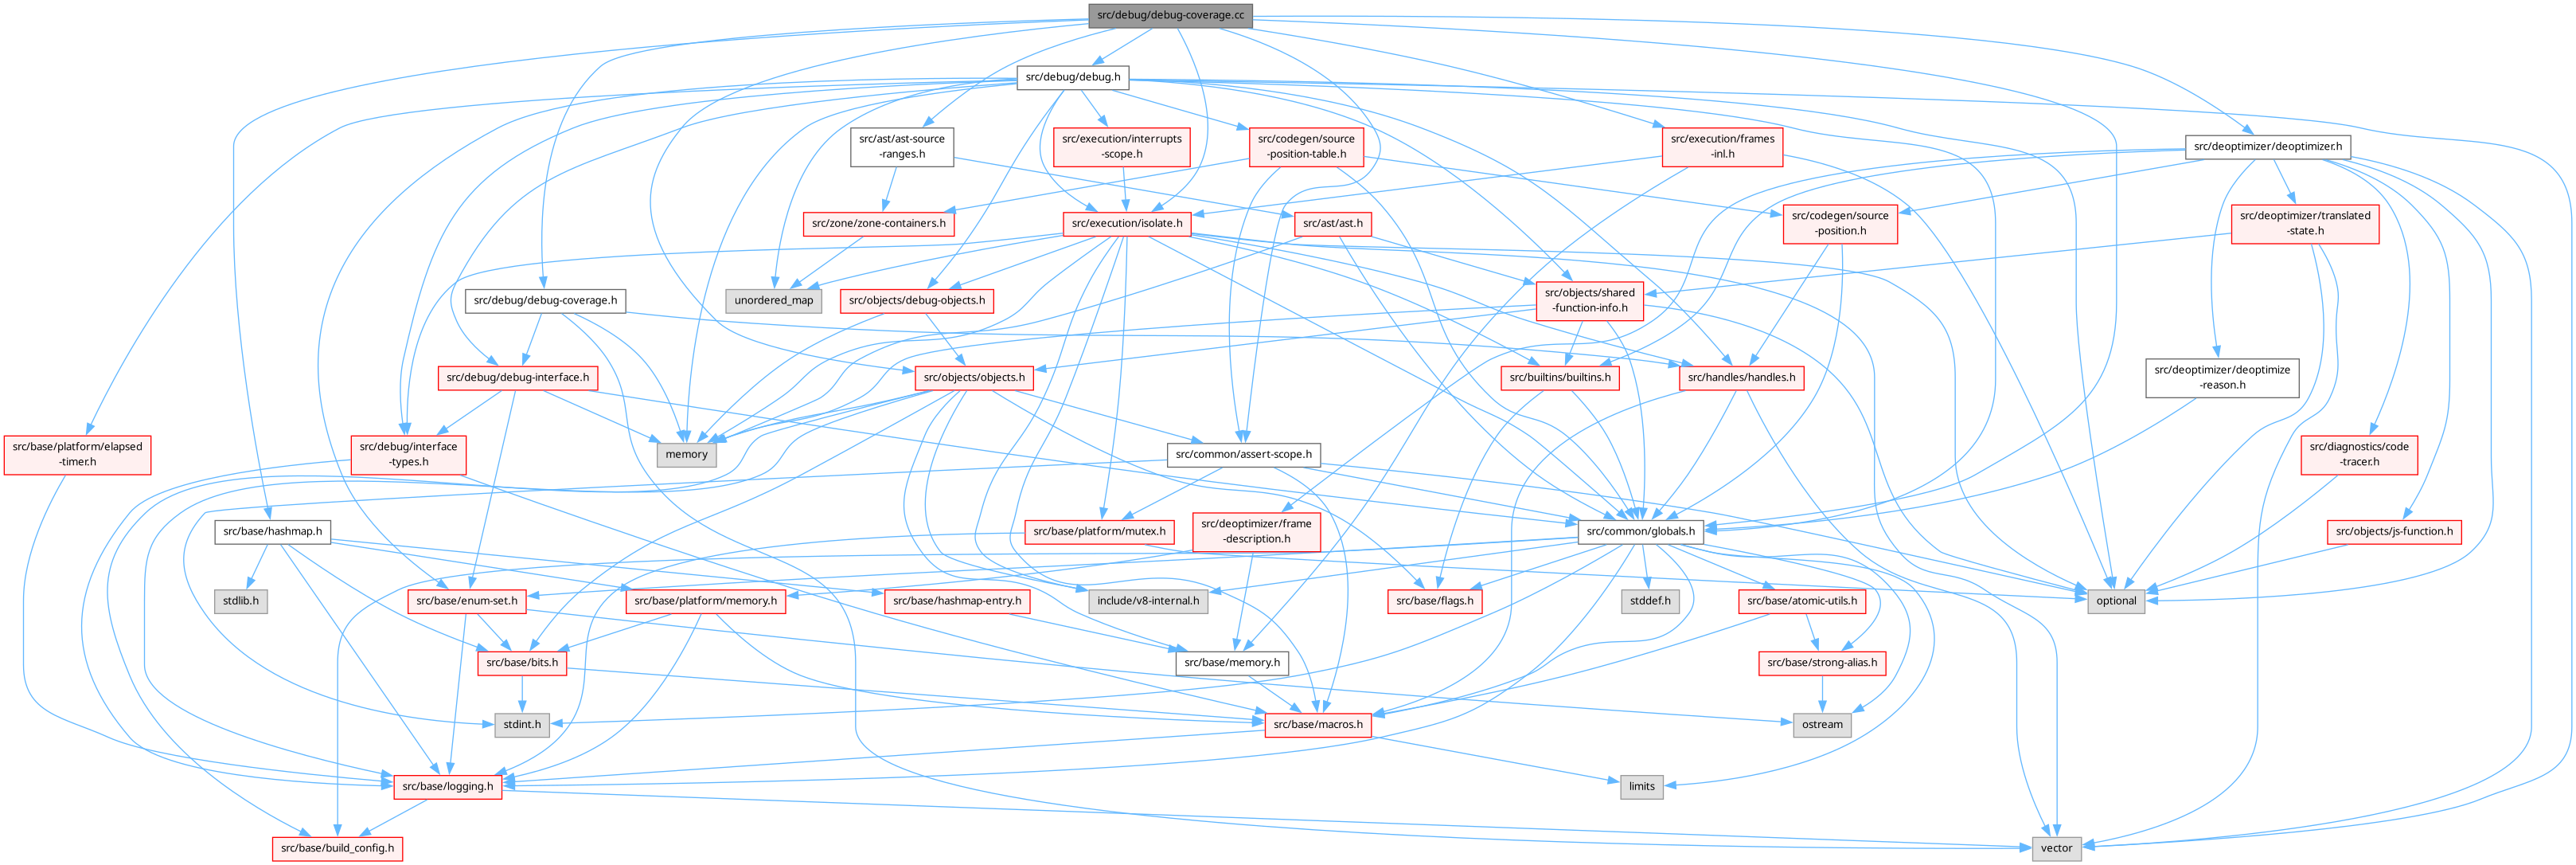 src/debug/debug-coverage.cc
src/debug/debug.h
src/ast/ast-source
-ranges.h
src/execution/interrupts
-scope.h
src/codegen/source
-position-table.h
src/execution/frames
-inl.h
src/deoptimizer/deoptimizer.h
src/zone/zone-containers.h
src/execution/isolate.h
src/ast/ast.h
src/codegen/source
-position.h
src/deoptimizer/translated
-state.h
src/debug/debug-coverage.h
unordered_map
src/objects/debug-objects.h
src/objects/shared
-function-info.h
src/debug/debug-interface.h
src/objects/objects.h
src/builtins/builtins.h
src/handles/handles.h
src/deoptimizer/deoptimize
-reason.h
src/base/platform/elapsed
-timer.h
src/debug/interface
-types.h
memory
src/common/assert-scope.h
src/diagnostics/code
-tracer.h
src/base/hashmap.h
src/base/platform/mutex.h
src/deoptimizer/frame
-description.h
src/common/globals.h
src/objects/js-function.h
stdlib.h
src/base/enum-set.h
src/base/platform/memory.h
src/base/hashmap-entry.h
include/v8-internal.h
src/base/flags.h
stddef.h
src/base/atomic-utils.h
optional
src/base/bits.h
src/base/memory.h
src/base/strong-alias.h
stdint.h
src/base/macros.h
ostream
src/base/logging.h
limits
src/base/build_config.h
vector